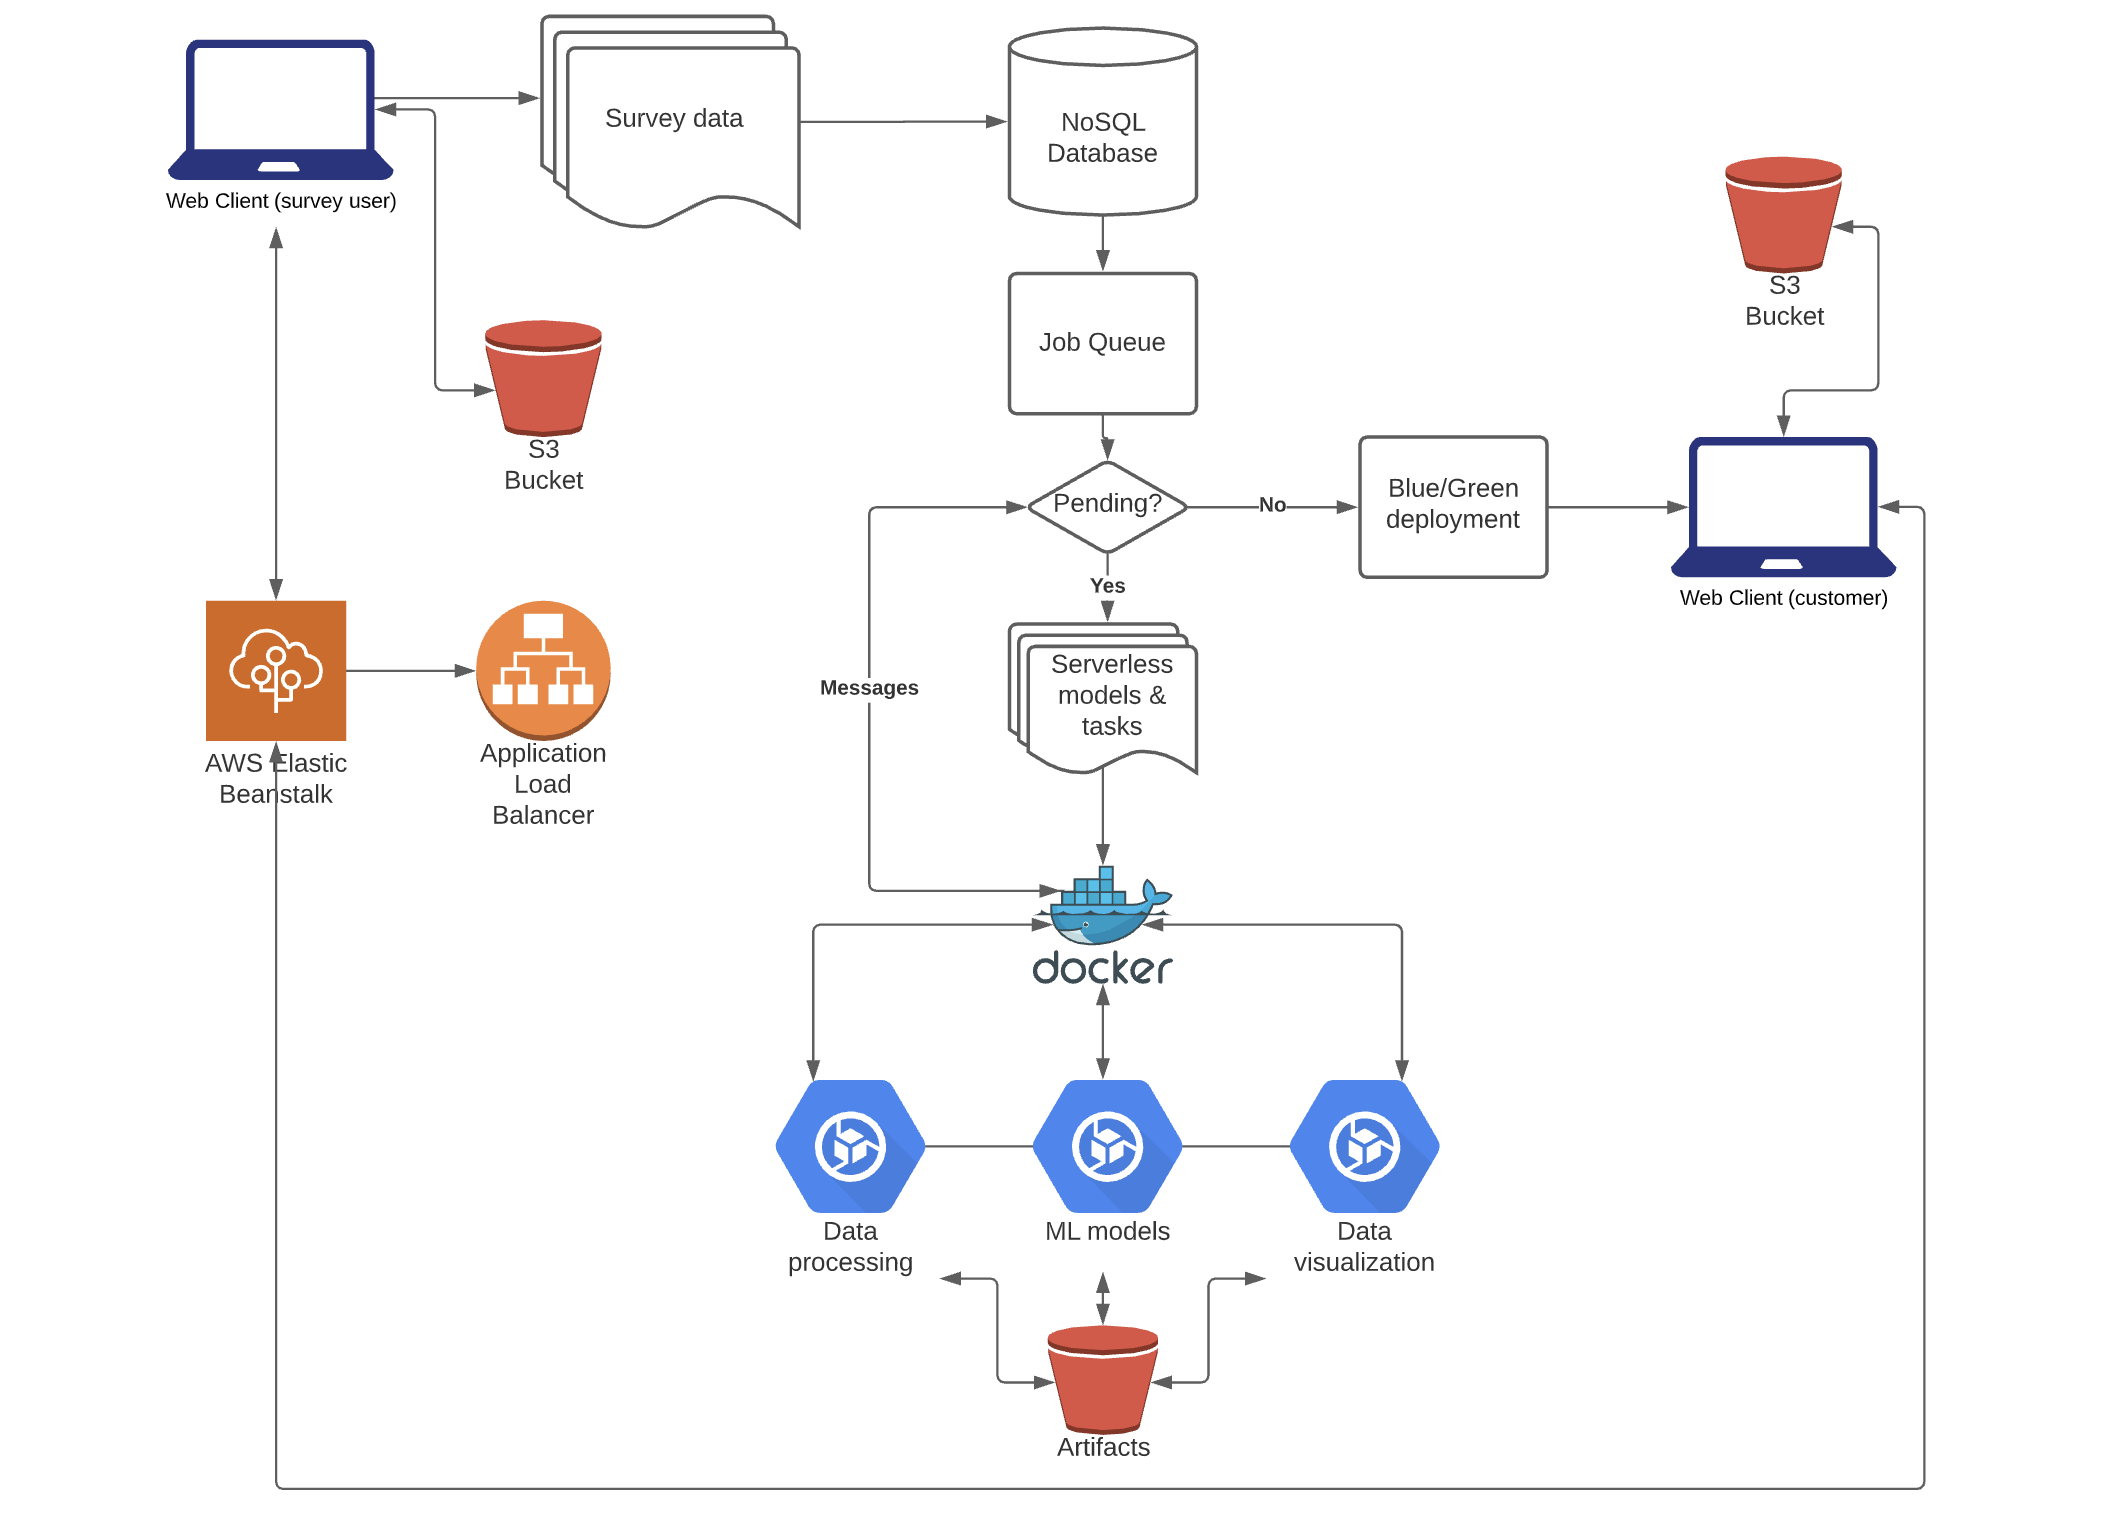 Survey data
NoSQL
Database
Web Client (survey user)
S3
Bucket
Job Queue
S3
Bucket
Pending?
No
Blue/Green
deployment
Yes
Web Client (customer)
Messages
Serverless
models &
tasks
AWS Elastic
Beanstalk
Application
Load
Balancer
docker
Data
processing
ML models
Data
visualization
Artifacts